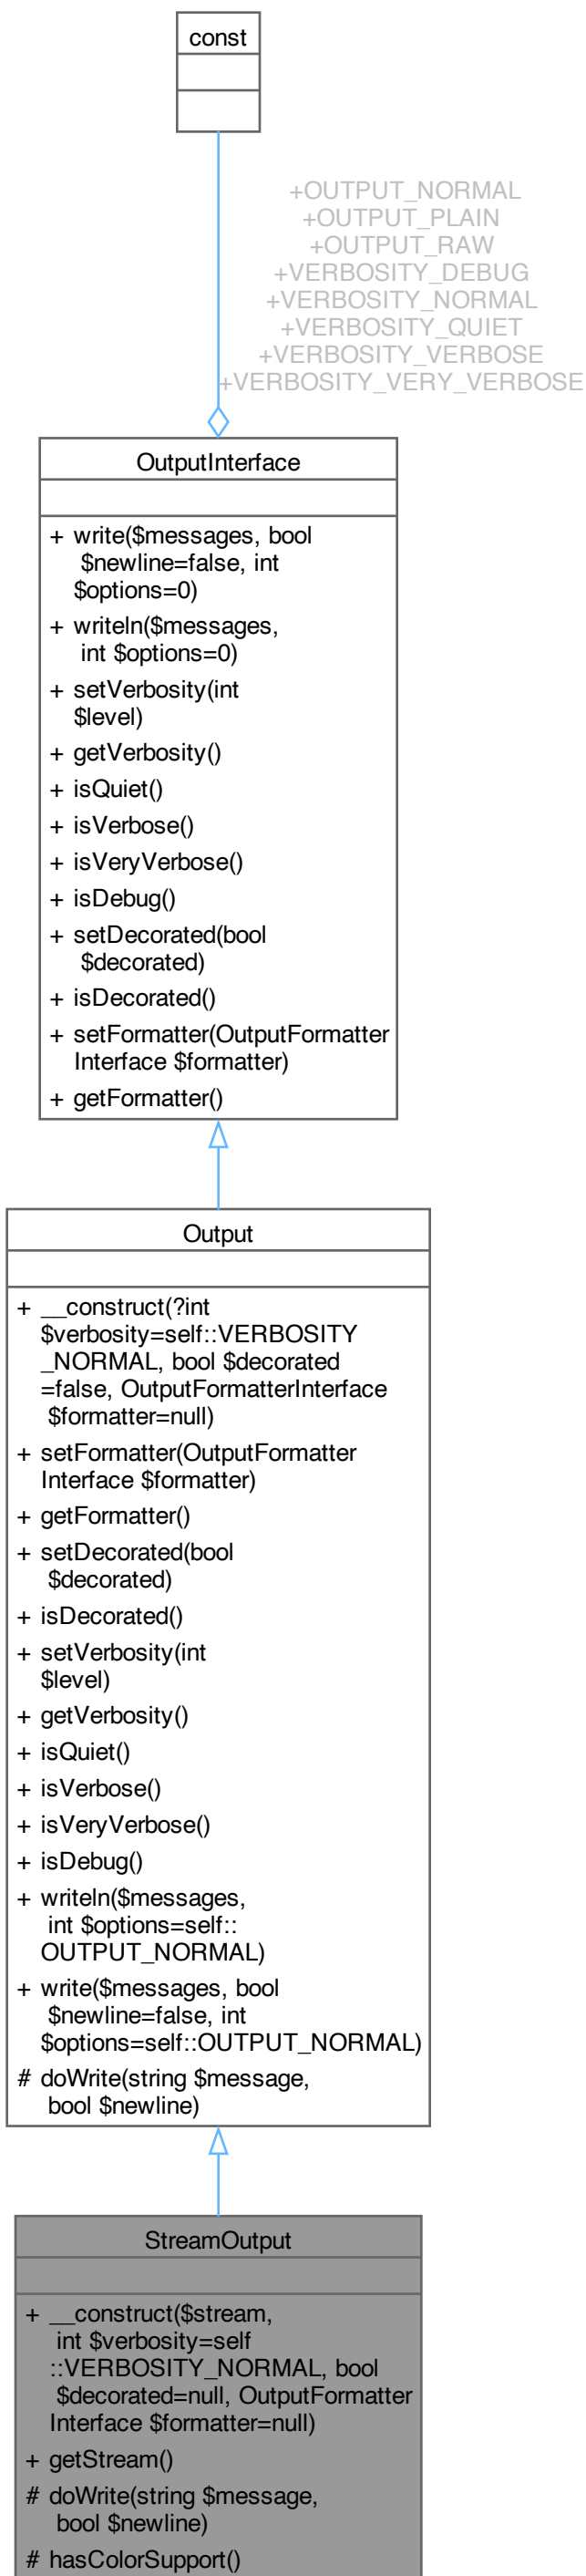 const
+OUTPUT_NORMAL
+OUTPUT_PLAIN
+OUTPUT_RAW
+VERBOSITY_DEBUG
+VERBOSITY_NORMAL
+VERBOSITY_QUIET
+VERBOSITY_VERBOSE
+VERBOSITY_VERY_VERBOSE
OutputInterface
+ write($messages, bool
$newline=false, int
$options=0)
+ writeln($messages,
int $options=0)
+ setVerbosity(int
$level)
+ getVerbosity()
+ isQuiet()
+ isVerbose()
+ isVeryVerbose()
+ isDebug()
+ setDecorated(bool
$decorated)
+ isDecorated()
+ setFormatter(OutputFormatter
Interface $formatter)
+ getFormatter()
Output
+ __construct(?int
$verbosity=self::VERBOSITY
_NORMAL, bool $decorated
=false, OutputFormatterInterface
$formatter=null)
+ setFormatter(OutputFormatter
Interface $formatter)
+ getFormatter()
+ setDecorated(bool
$decorated)
+ isDecorated()
+ setVerbosity(int
$level)
+ getVerbosity()
+ isQuiet()
+ isVerbose()
+ isVeryVerbose()
+ isDebug()
+ writeln($messages,
int $options=self::
OUTPUT_NORMAL)
+ write($messages, bool
$newline=false, int
$options=self::OUTPUT_NORMAL)
# doWrite(string $message,
bool $newline)
StreamOutput
+ __construct($stream,
int $verbosity=self
::VERBOSITY_NORMAL, bool
$decorated=null, OutputFormatter
Interface $formatter=null)
+ getStream()
# doWrite(string $message,
bool $newline)
# hasColorSupport()